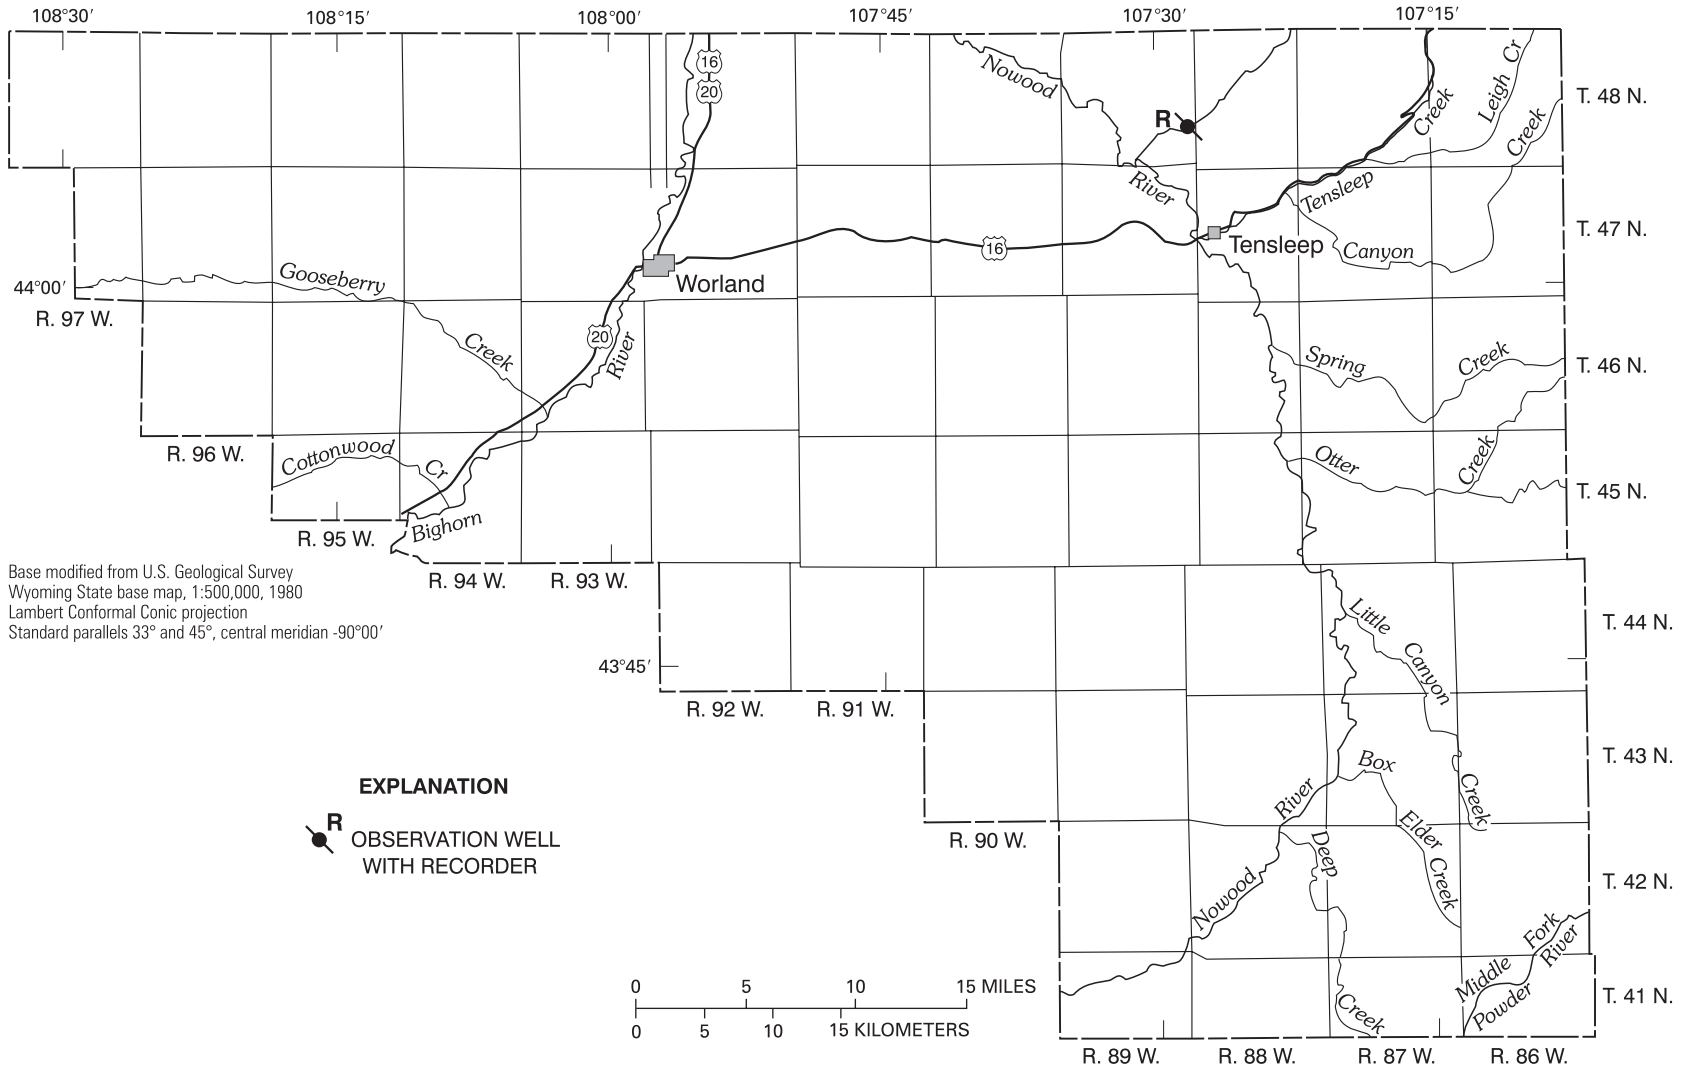 108°30′ 108°15′ 108°00′ 107°45′ 107°30′ 107°15′
16
20
Nowood
R
Creek
Leigh Cr
Creek
T. 48 N.
River
Tensleep
Canyon
T. 47 N.
16
Tensleep
Gooseberry
Creek
Worland
44°00′
R. 97 W.
20
River
Spring
Creek
T. 46 N.
R. 96 W.
Cottonwood
Cr
Otter
Creek
T. 45 N.
R. 95 W.
Bighorn
R. 94 W. R. 93 W.
Base modified from U.S. Geological Survey
Wyoming State base map, 1:500,000, 1980
Lambert Conformal Conic projection
Standard parallels 33° and 45°, central meridian -90°00′
Little
Canyon
Creek
T. 44 N.
43°45′
R. 92 W. R. 91 W.
T. 43 N.
Box
Elder
Creek
River
Nowood
Deep
Creek
R. 90 W.
T. 42 N.
EXPLANATION
R
OBSERVATION WELL
WITH RECORDER
Middle Fork
Powder River
T. 41 N.
0 5 10 15 MILES
0 5 10 15 KILOMETERS
R. 89 W. R. 88 W. R. 87 W. R. 86 W.